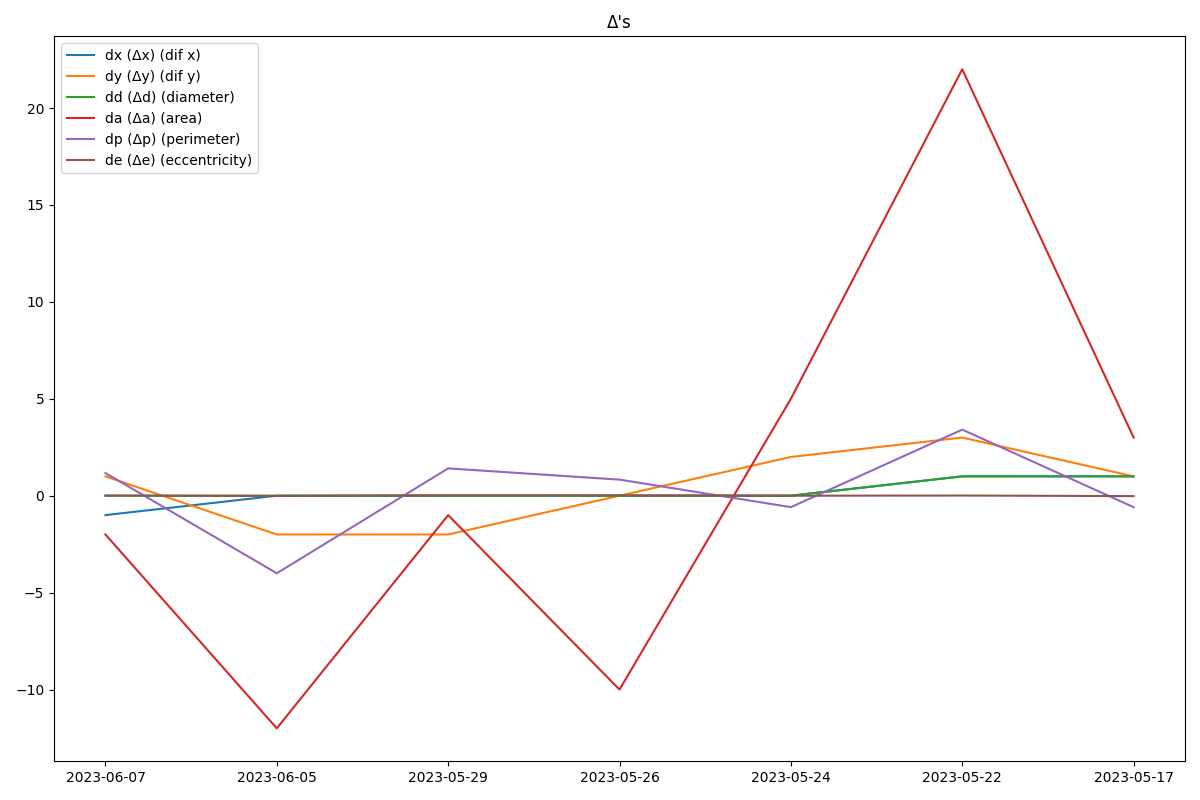 Δ's
dx (Δx) (dif x)
dy (Δy) (dif y)
dd (Δd) (diameter)
da (Δa) (area)
dp (Δp) (perimeter)
de (Δe) (eccentricity)
20
15
10
5
0
−5
−10
2023-06-07 2023-06-05 2023-05-29 2023-05-26 2023-05-24 2023-05-22 2023-05-17